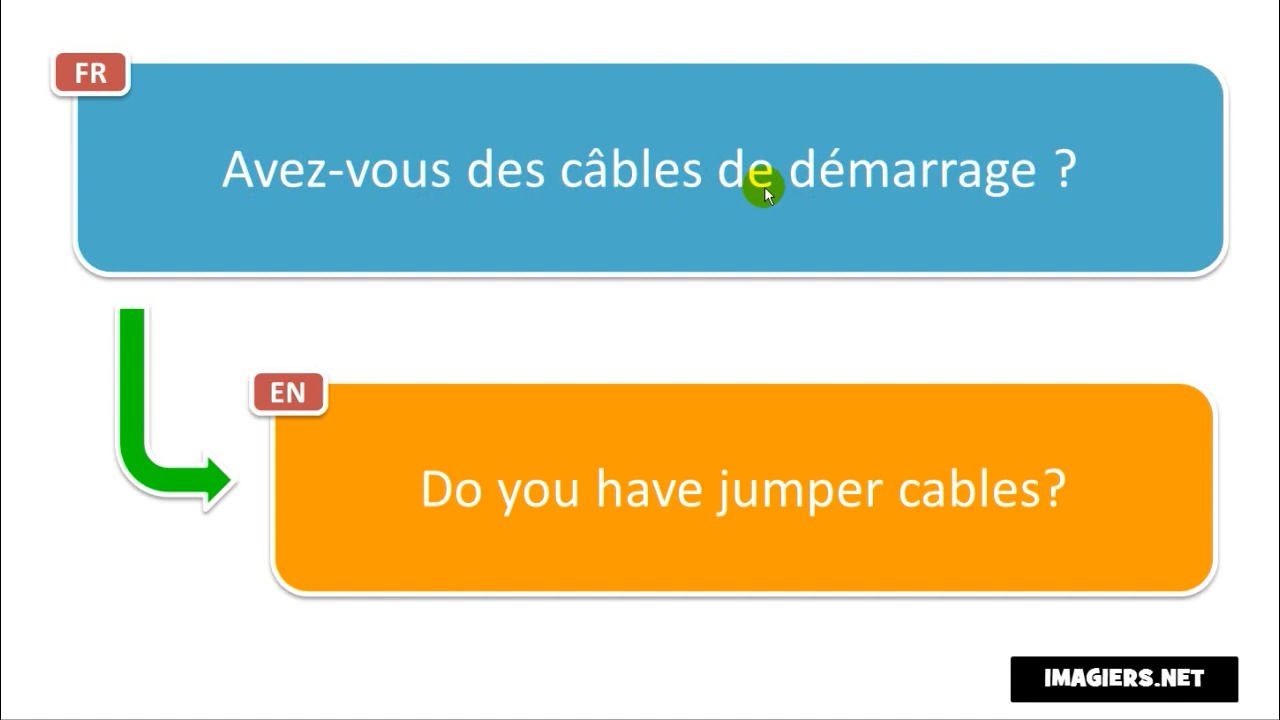 FR
Avez-vous des câbles de démarrage ?
EN
Do you have jumper cables?
IMAGIERS.NET